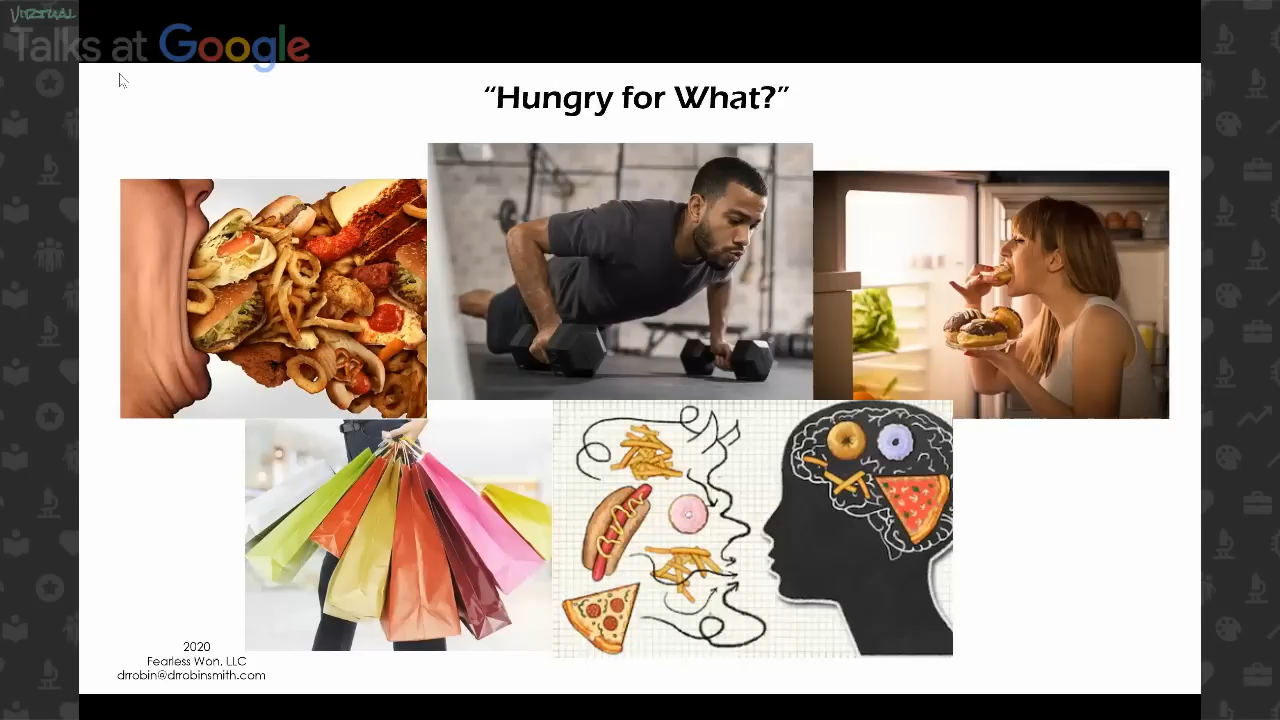 VIRTUAL
Talks at Google
“Hungry for What?”
2020
Fearless Won, LLC
drrobin@drrobinsmith.com